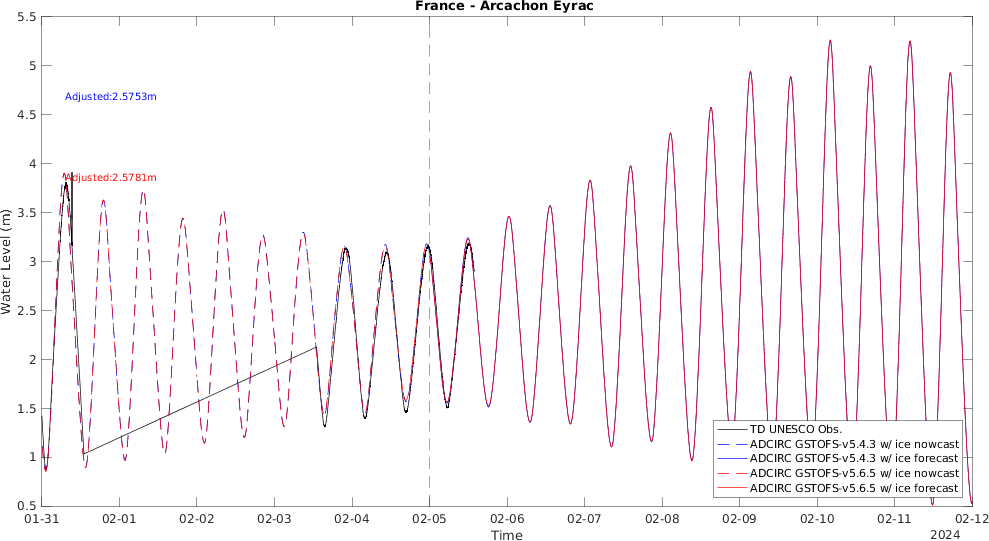 France - Arcachon Eyrac
5.5
5
4.5
4
3.5
3
2.5
2
1.5
1
0.5
Water Level (m)
Adjusted:2.5753m
Adjusted:2.5781m
TD UNESCO Obs.
ADCIRC GSTOFS-v5.4.3 w/ ice nowcast
ADCIRC GSTOFS-v5.4.3 w/ ice forecast
ADCIRC GSTOFS-v5.6.5 w/ ice nowcast
ADCIRC GSTOFS-v5.6.5 w/ ice forecast
01-31 02-01 02-02 02-03 02-04 02-05 02-06 02-07 02-08 02-09 02-10 02-11 02-12
Time
2024